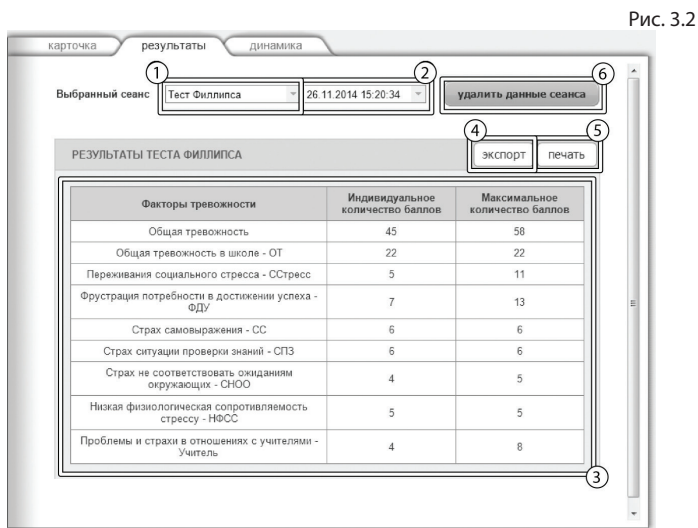 Рис. 3.2
карточка результаты динамика
1 2 6
Выбранный сеанс Тест Филлипса 26.11.2014 15:20:34 удалить данные сеанса
4 5
РЕЗУЛЬТАТЫ ТЕСТА ФИЛЛИПСА экспорт печать
Факторы тревожности Индивидуальное количество баллов Максимальное количество баллов
Общая тревожность 45 58
Общая тревожность в школе - ОТ 22 22
Переживания социального стресса - ССтресс 5 11
Фрустрация потребности в достижении успеха -
ФДУ 7 13
Страх самовыражения - СС 6 6
Страх ситуации проверки знаний - СПЗ 6 6
Страх не соответствовать ожиданиям
окружающих - СНОО 4 5
Низкая физиологическая сопротивляемость
стрессу - НФСС 5 5
Проблемы и страхи в отношениях с учителями -
Учитель 4 8
3